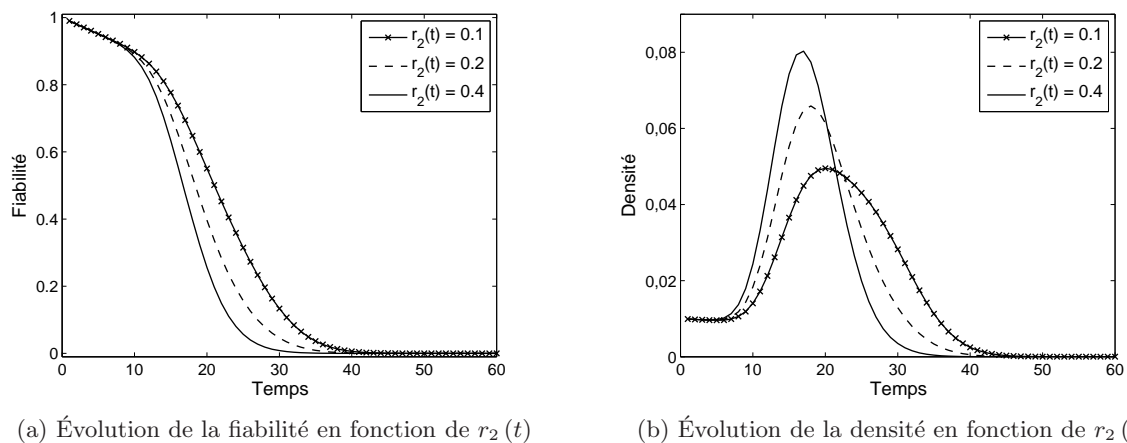 1
0.8
0.6
0.4
0.2
0
Fiabilité
0 10 20 30 40 50 60
Temps
r2(t) = 0.1
r2(t) = 0.2
r2(t) = 0.4
(a) Évolution de la fiabilité en fonction de r2 (t)
0,08
0,06
0,04
0,02
0
Densité
0 10 20 30 40 50 60
Temps
r2(t) = 0.1
r2(t) = 0.2
r2(t) = 0.4
(b) Évolution de la densité en fonction de r2 (